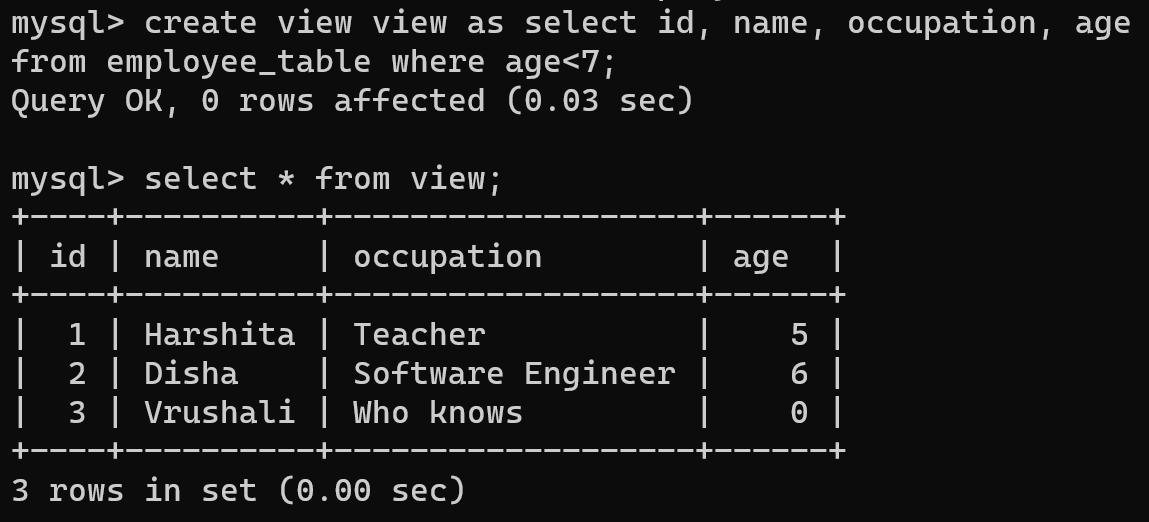 mysql> create view view as select id, name, occupation, age
from employee_table where age<7;
Query OK, 0 rows affected (0.03 sec)

mysql> select * from view;
+----+----------+-------------------+------+
| id | name     | occupation        | age  |
+----+----------+-------------------+------+
|  1 | Harshita | Teacher           |    5 |
|  2 | Disha    | Software Engineer |    6 |
|  3 | Vrushali | Who knows         |    0 |
+----+----------+-------------------+------+
3 rows in set (0.00 sec)